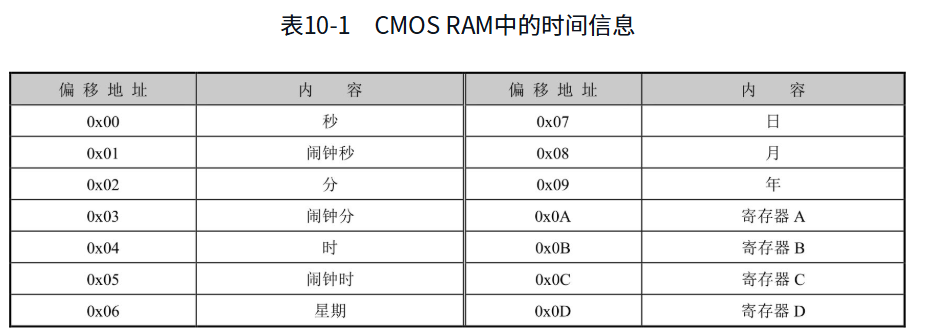 表10-1 CMOS RAM中的时间信息
偏移地址 内容 偏移地址 内容
0x00 秒 0x07 日
0x01 闹钟秒 0x08 月
0x02 分 0x09 年
0x03 闹钟分 0x0A 寄存器 A
0x04 时 0x0B 寄存器 B
0x05 闹钟时 0x0C 寄存器 C
0x06 星期 0x0D 寄存器 D